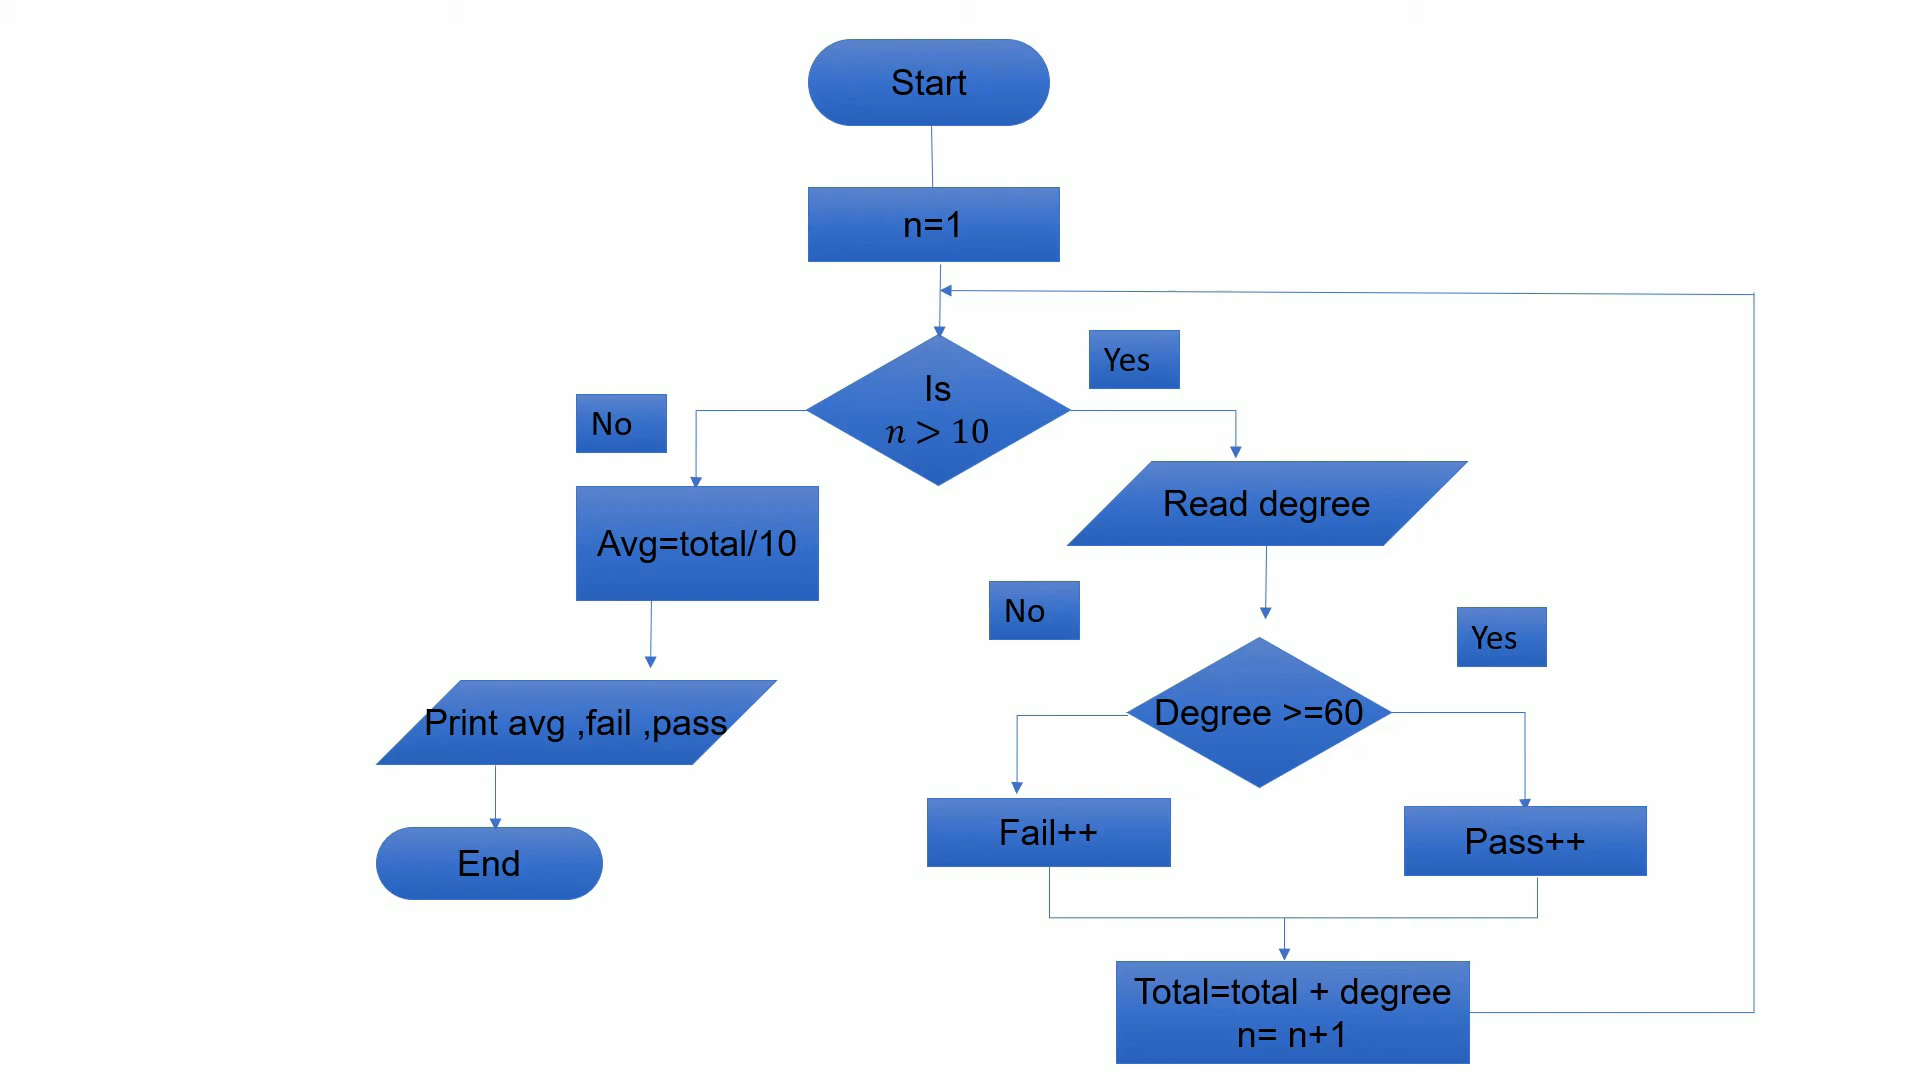 Start
n=1
Is
n > 10
Yes
No
Read degree
Avg=total/10
No
Yes
Degree >=60
Print avg ,fail ,pass
Fail++
Pass++
End
Total=total + degree
n= n+1